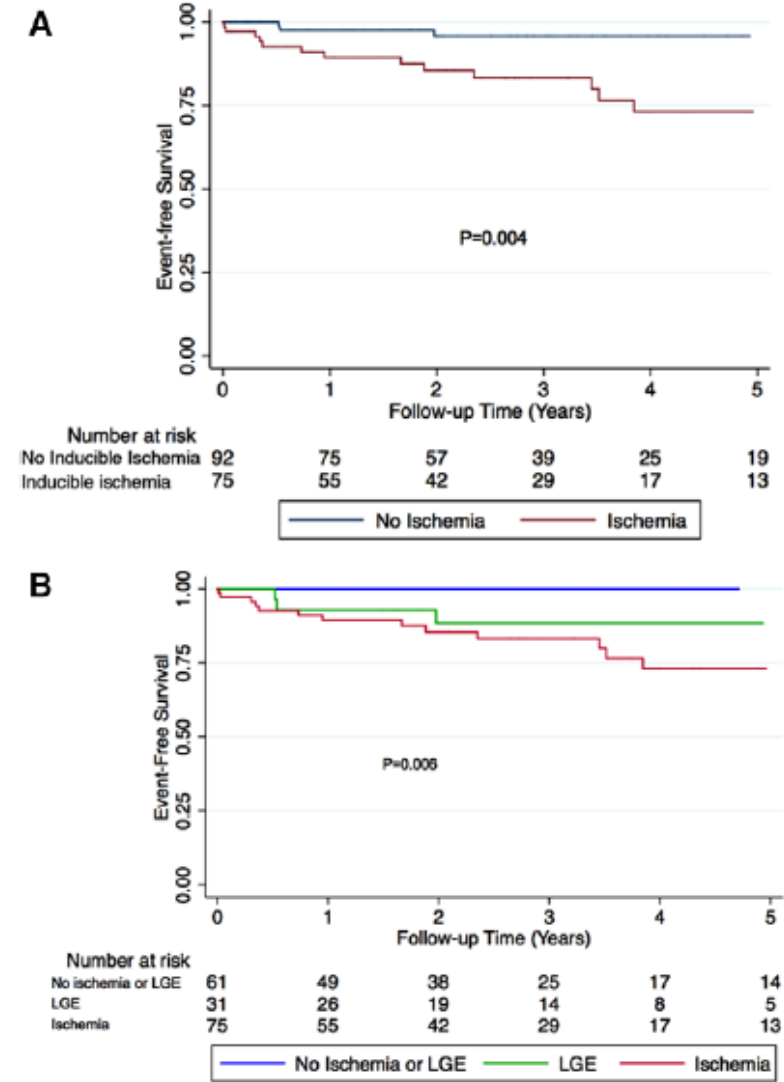 A
Event-free Survival
1.00
0.75
0.50
0.25
0.00
P=0.004
0 1 2 3 4 5
Follow-up Time (Years)
Number at risk
No Inducible Ischemia 92 75 57 39 25 19
Inducible ischemia 75 55 42 29 17 13
No Ischemia Ischemia
B
Event-Free Survival
1.00
0.75
0.50
0.25
0.00
P=0.006
0 1 2 3 4 5
Follow-up Time (Years)
Number at risk
No ischemia or LGE 61 49 38 25 17 14
LGE 31 26 19 14 8 5
Ischemia 75 55 42 29 17 13
No Ischemia or LGE LGE Ischemia